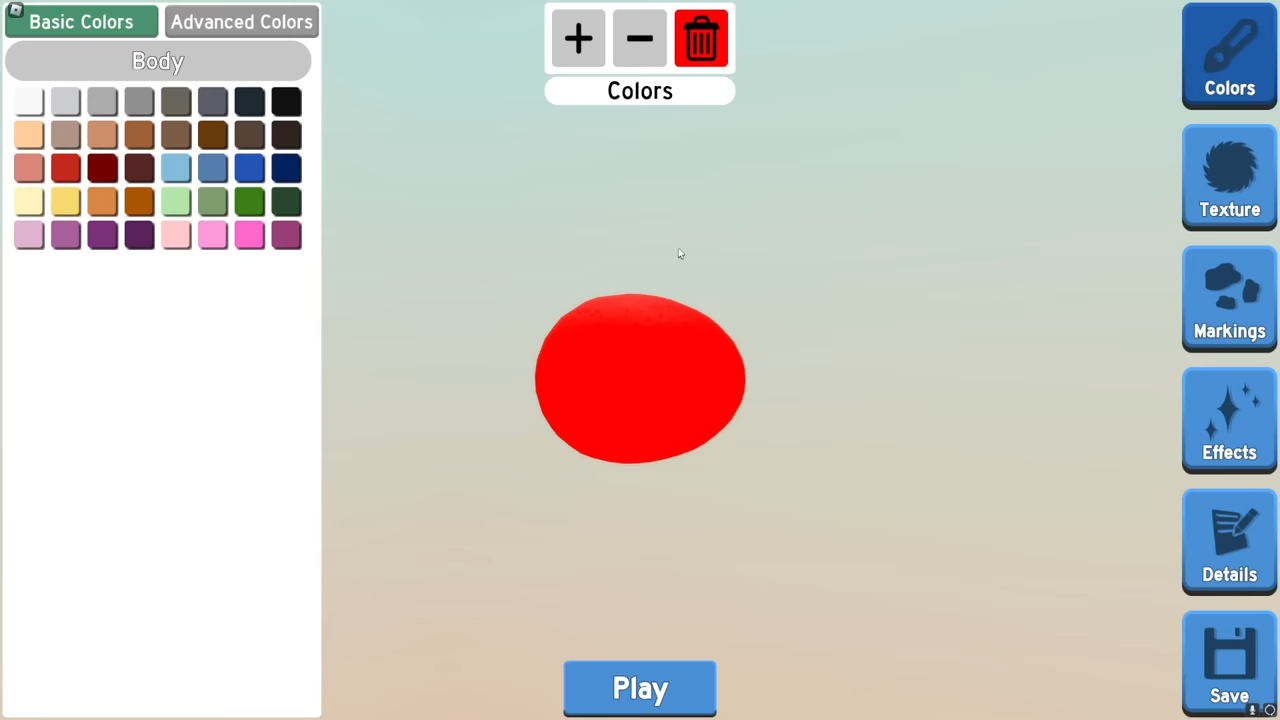 Basic Colors
Advanced Colors
Body
Colors
Colors
Texture
Markings
Effects
Details
Save
Play